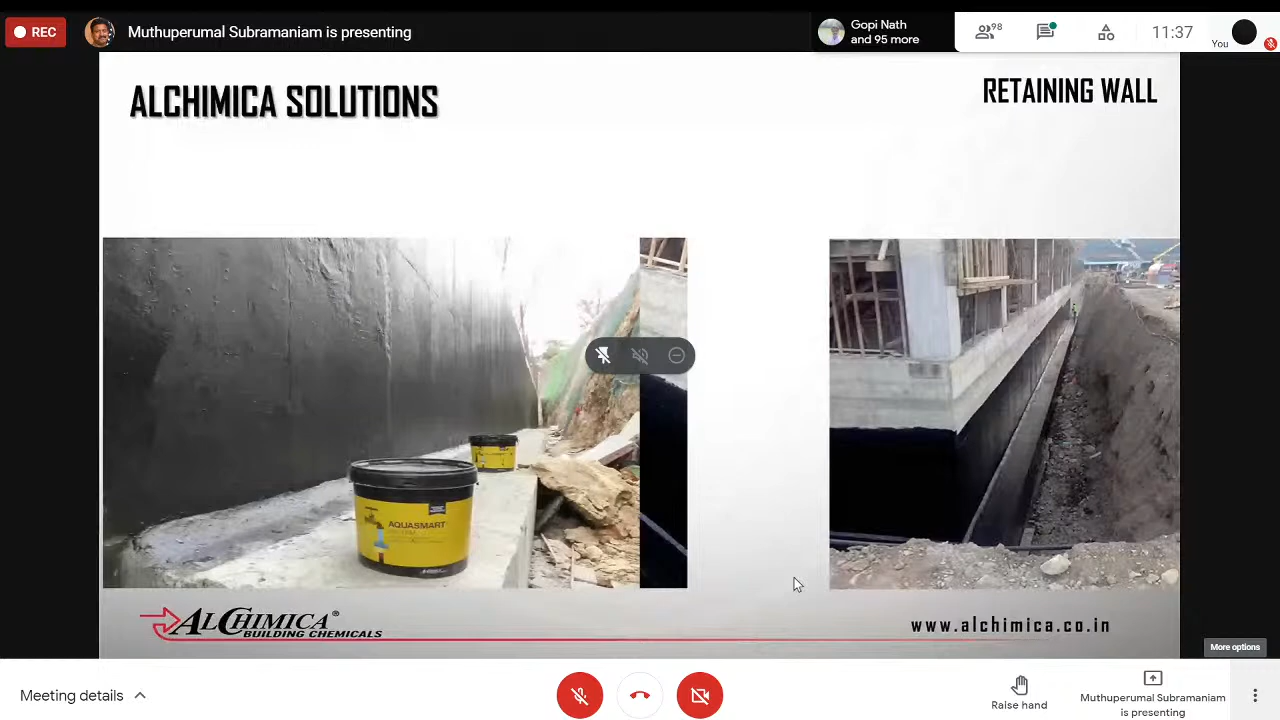 REC
Muthuperumal Subramaniam is presenting
Gopi Nath
and 95 more
98
11:37
You
ALCHIMICA SOLUTIONS
RETAINING WALL
AQUASMART
ALCHIMICA®
BUILDING CHEMICALS
www.alchimica.co.in
More options
Meeting details
Raise hand
Muthuperumal Subramaniam
is presenting